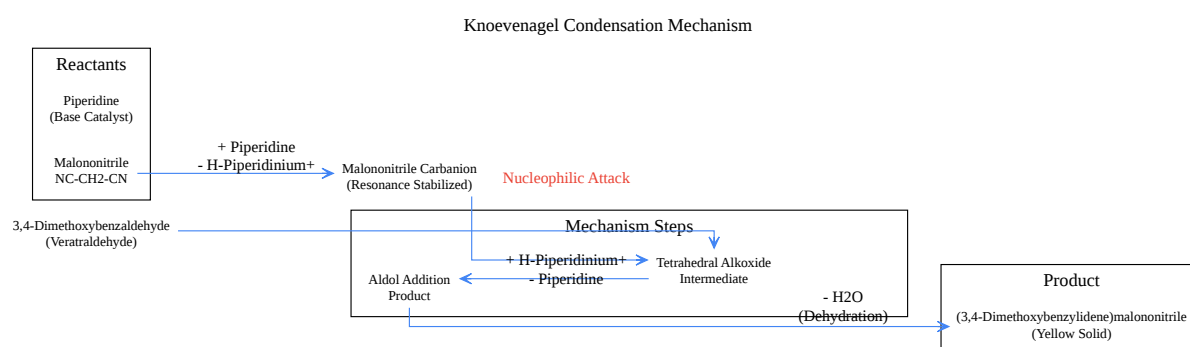 Knoevenagel Condensation Mechanism
Reactants
Piperidine
(Base Catalyst)
Malononitrile
NC-CH2-CN
+ Piperidine
- H-Piperidinium+
Malononitrile Carbanion
(Resonance Stabilized)
Nucleophilic Attack
3,4-Dimethoxybenzaldehyde
(Veratraldehyde)
Mechanism Steps
+ H-Piperidinium+
- Piperidine
Tetrahedral Alkoxide
Intermediate
Aldol Addition
Product
- H2O
(Dehydration)
Product
(3,4-Dimethoxybenzylidene)malononitrile
(Yellow Solid)